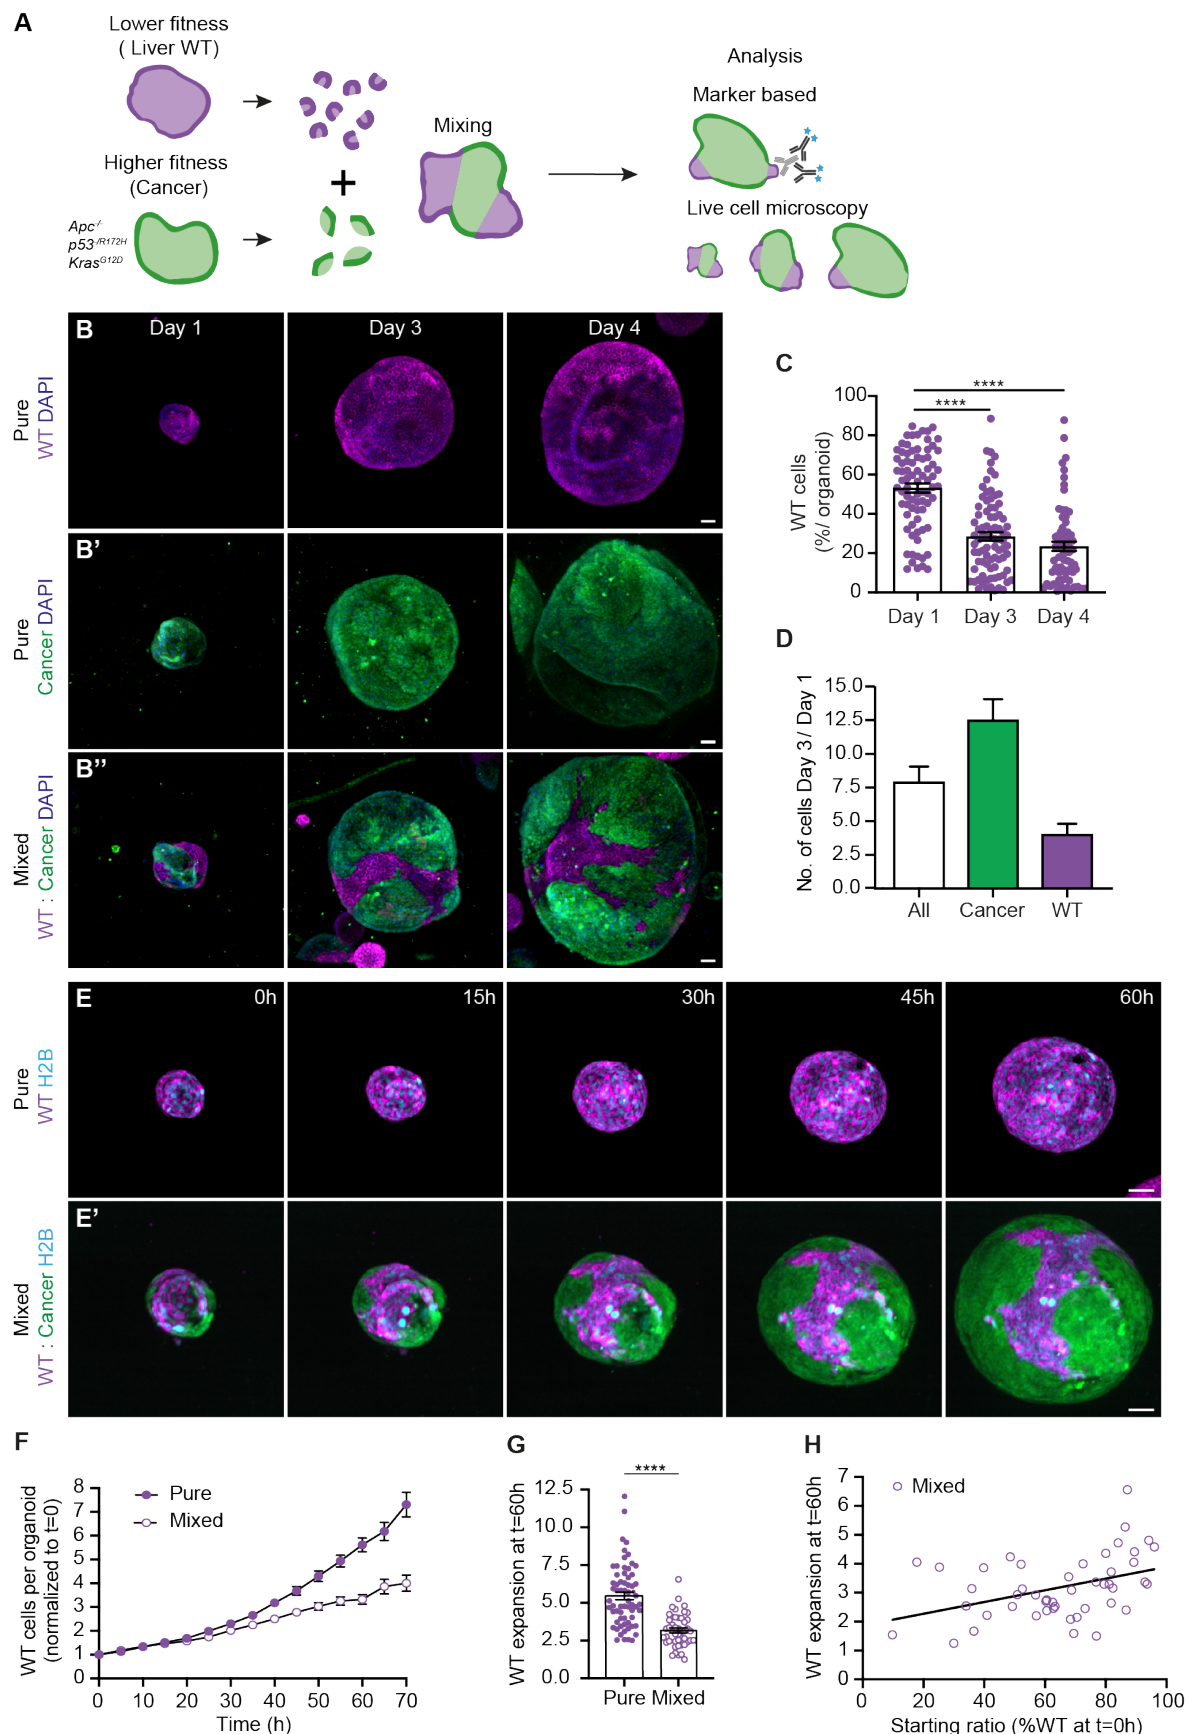 A
Lower fitness
( Liver WT)
Higher fitness
(Cancer)
Apc-/-
p53-/R172H
KrasG12D
Mixing
Analysis
Marker based
Live cell microscopy
B
Day 1
Day 3
Day 4
Pure
WT DAPI
B’
Pure
Cancer DAPI
B’’
Mixed
WT : Cancer DAPI
C
WT cells
(%/ organoid)
100
80
60
40
20
0
****
****
Day 1
Day 3
Day 4
D
No. of cells Day 3 / Day 1
15.0
12.5
10.0
7.5
5.0
2.5
0.0
All
Cancer
WT
E
0h
15h
30h
45h
60h
Pure
WT H2B
E’
Mixed
WT : Cancer H2B
F
WT cells per organoid
(normalized to t=0)
8
7
6
5
4
3
2
1
0
Pure
Mixed
0 10 20 30 40 50 60 70
Time (h)
G
WT expansion at t=60h
12.5
10.0
7.5
5.0
2.5
0.0
****
Pure Mixed
H
WT expansion at t=60h
7
6
5
4
3
2
1
0
Mixed
0 20 40 60 80 100
Starting ratio (%WT at t=0h)